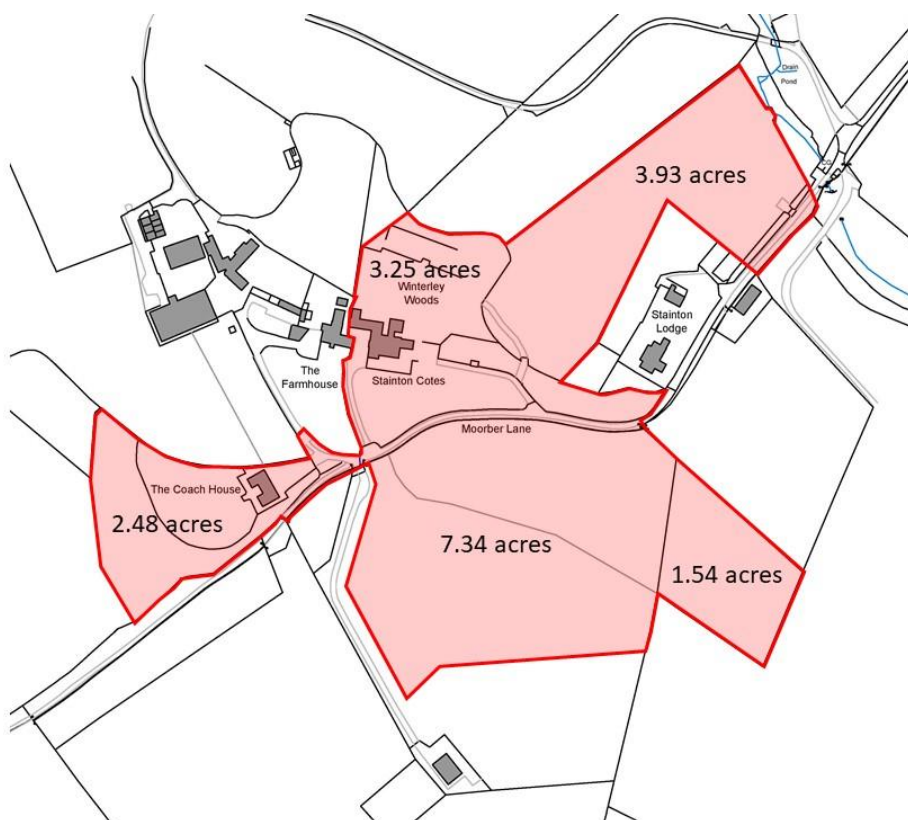 Drain
Pond
CG
3.93 acres
3.25 acres
Winterley
Woods
Stainton
Lodge
The
Farmhouse
Stainton Cotes
Moorber Lane
The Coach House
2.48 acres
7.34 acres
1.54 acres